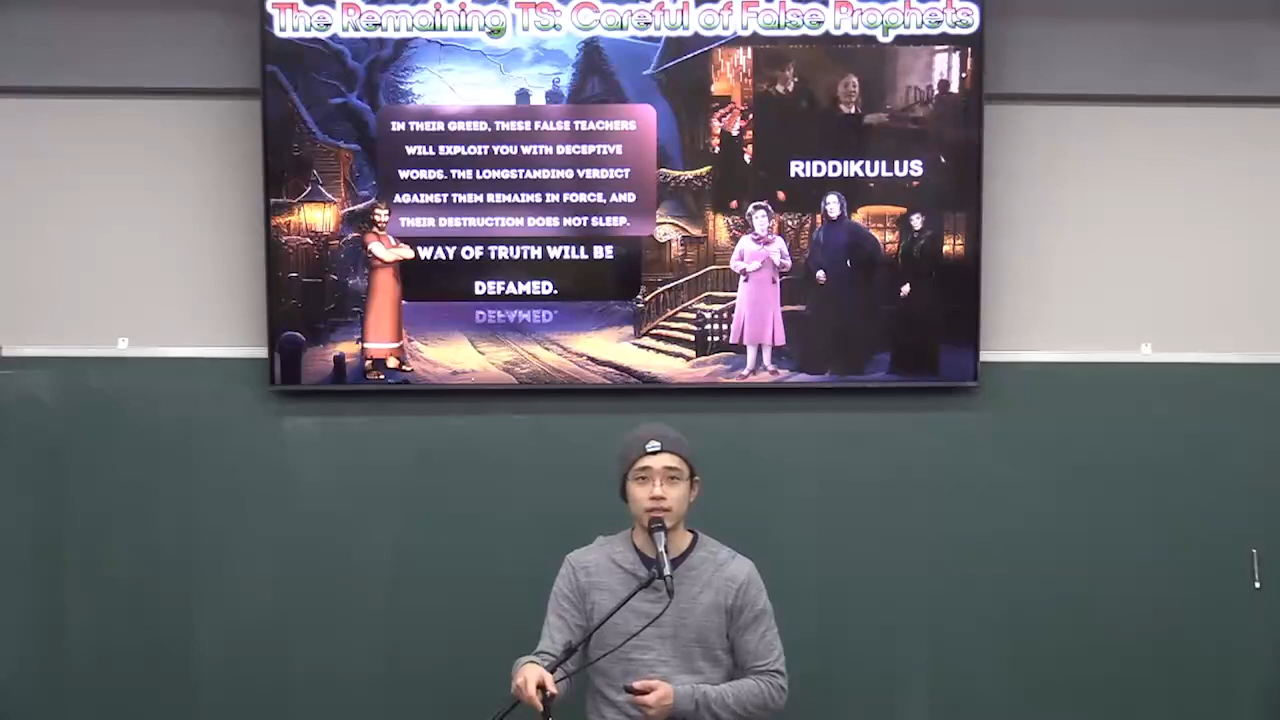 The Remaining TS: Careful of False Prophets
IN THEIR GREED, THESE FALSE TEACHERS
WILL EXPLOIT YOU WITH DECEPTIVE
WORDS. THE LONGSTANDING VERDICT
AGAINST THEM REMAINS IN FORCE, AND
THEIR DESTRUCTION DOES NOT SLEEP.
WAY OF TRUTH WILL BE
DEFAMED.
RIDDIKULUS